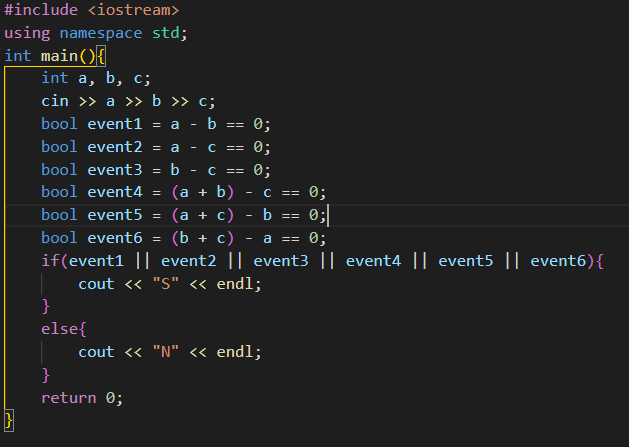 #include <iostream>
using namespace std;
int main(){
    int a, b, c;
    cin >> a >> b >> c;
    bool event1 = a - b == 0;
    bool event2 = a - c == 0;
    bool event3 = b - c == 0;
    bool event4 = (a + b) - c == 0;
    bool event5 = (a + c) - b == 0;
    bool event6 = (b + c) - a == 0;
    if(event1 || event2 || event3 || event4 || event5 || event6){
        cout << "S" << endl;
    }
    else{
        cout << "N" << endl;
    }
    return 0;
}